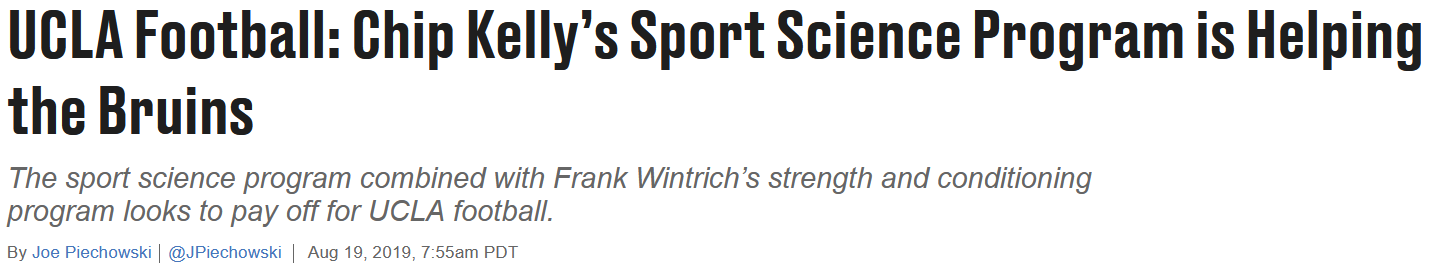 UCLA Football: Chip Kelly’s Sport Science Program is Helping
the Bruins
The sport science program combined with Frank Wintrich’s strength and conditioning
program looks to pay off for UCLA football.
By Joe Piechowski | @JPiechowski | Aug 19, 2019, 7:55am PDT